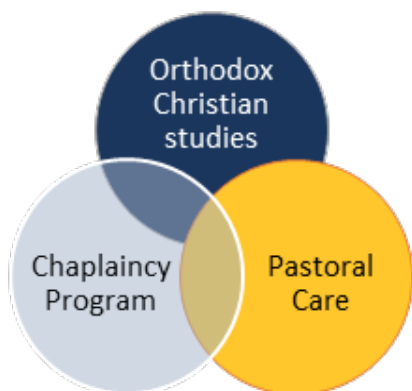 Orthodox
Christian
studies
Chaplaincy
Program
Pastoral
Care